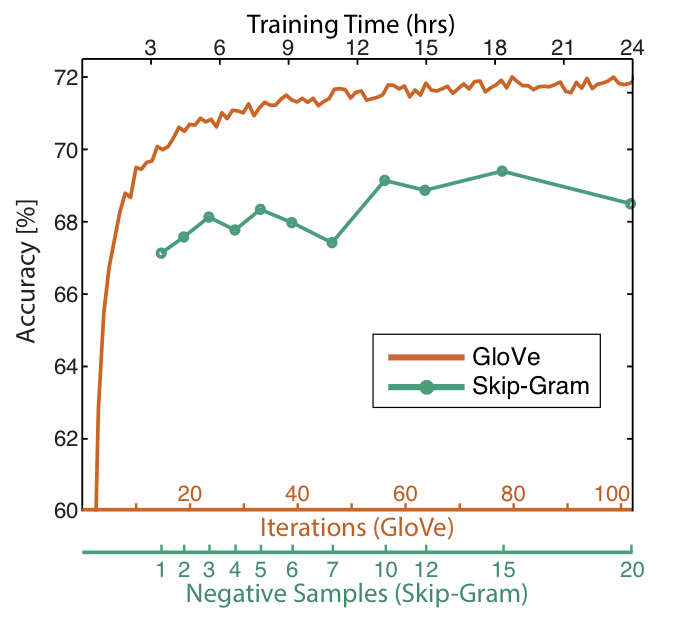 Training Time (hrs)
3 6 9 12 15 18 21 24
Accuracy [%]
72
70
68
66
64
62
60
GloVe
Skip-Gram
20 40 60 80 100
Iterations (GloVe)
1 2 3 4 5 6 7 10 12 15 20
Negative Samples (Skip-Gram)